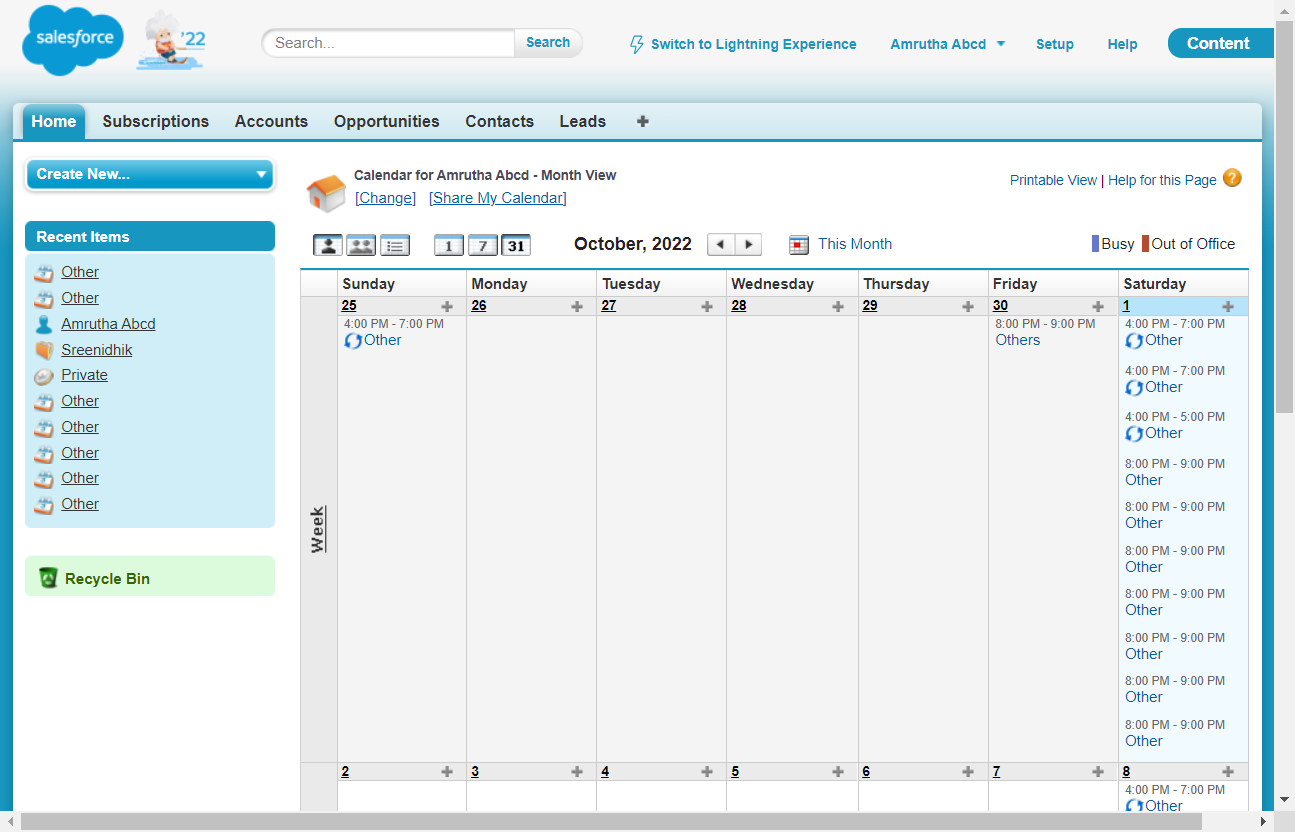 salesforce
'22
Search...
Search
Switch to Lightning Experience
Amrutha Abcd
Setup
Help
Content
Home
Subscriptions
Accounts
Opportunities
Contacts
Leads
Create New...
Recent Items
Other
Other
Amrutha Abcd
Sreenidhik
Private
Other
Other
Other
Other
Other
Recycle Bin
Calendar for Amrutha Abcd - Month View
[Change] [Share My Calendar]
Printable View | Help for this Page
1
7
31
October, 2022
This Month
Busy
Out of Office
Sunday Monday Tuesday Wednesday Thursday Friday Saturday
Week
25 26 27 28 29 30 1
4:00 PM - 7:00 PM
Other
8:00 PM - 9:00 PM
Others
4:00 PM - 7:00 PM
Other
4:00 PM - 7:00 PM
Other
4:00 PM - 5:00 PM
Other
8:00 PM - 9:00 PM
Other
8:00 PM - 9:00 PM
Other
8:00 PM - 9:00 PM
Other
8:00 PM - 9:00 PM
Other
8:00 PM - 9:00 PM
Other
8:00 PM - 9:00 PM
Other
8:00 PM - 9:00 PM
Other
2 3 4 5 6 7 8
4:00 PM - 7:00 PM
Other